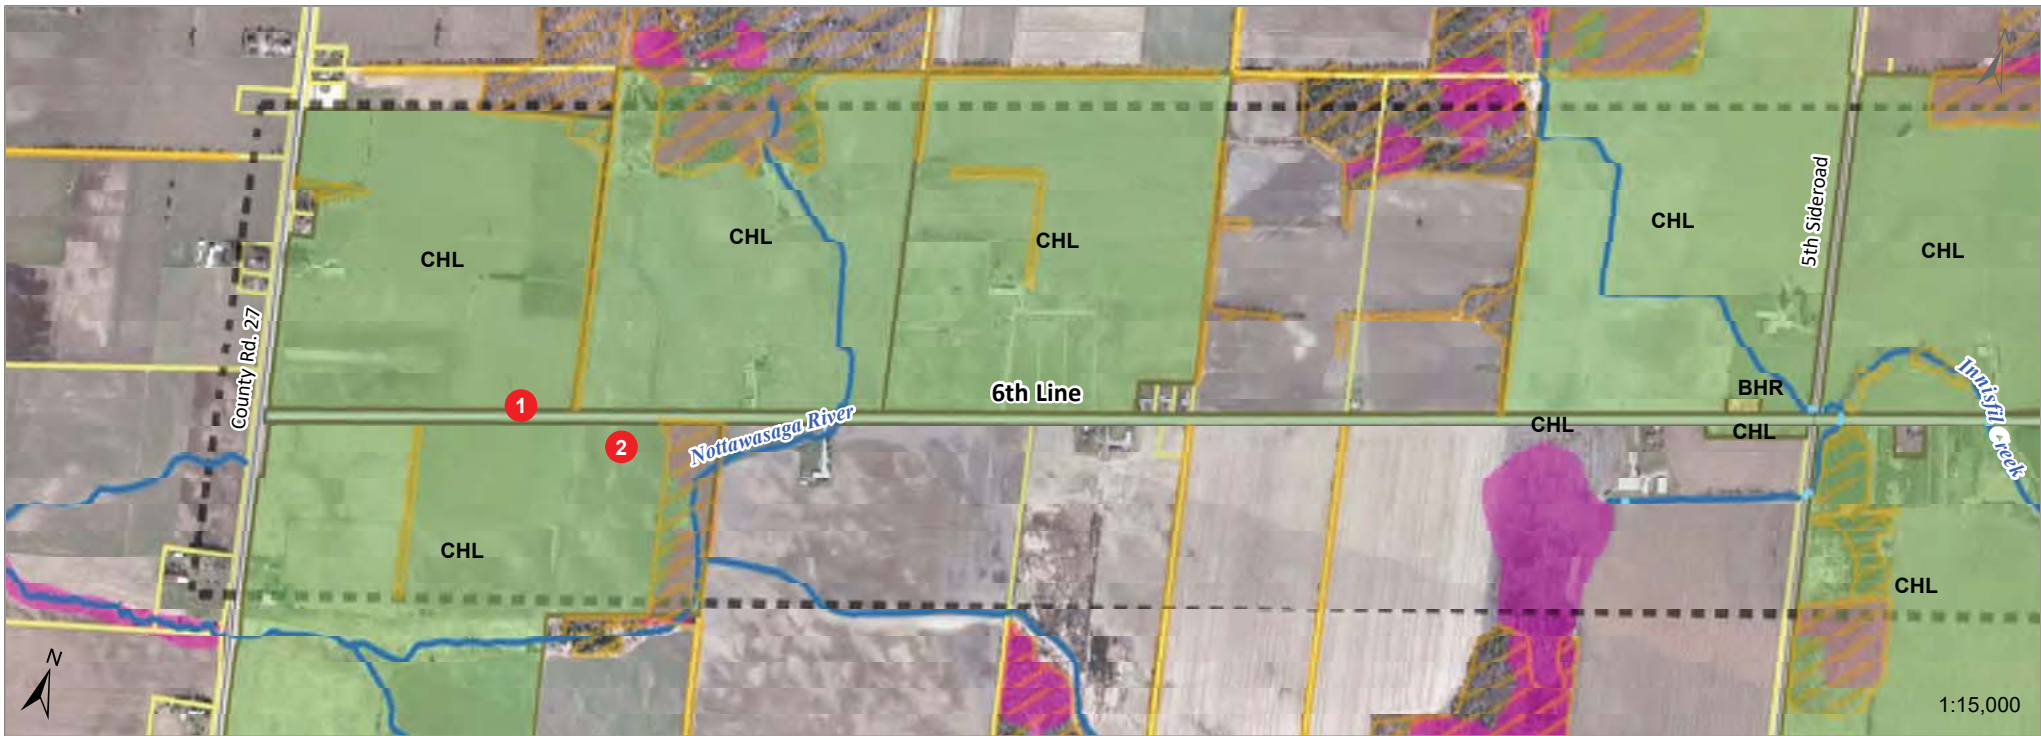 N
5th Sideroad
CHL
CHL
CHL
CHL
CHL
County Rd. 27
Innisfil Creek
BHR
6th Line
1
Nottawasaga River
CHL
CHL
2
CHL
CHL
N
1:15,000